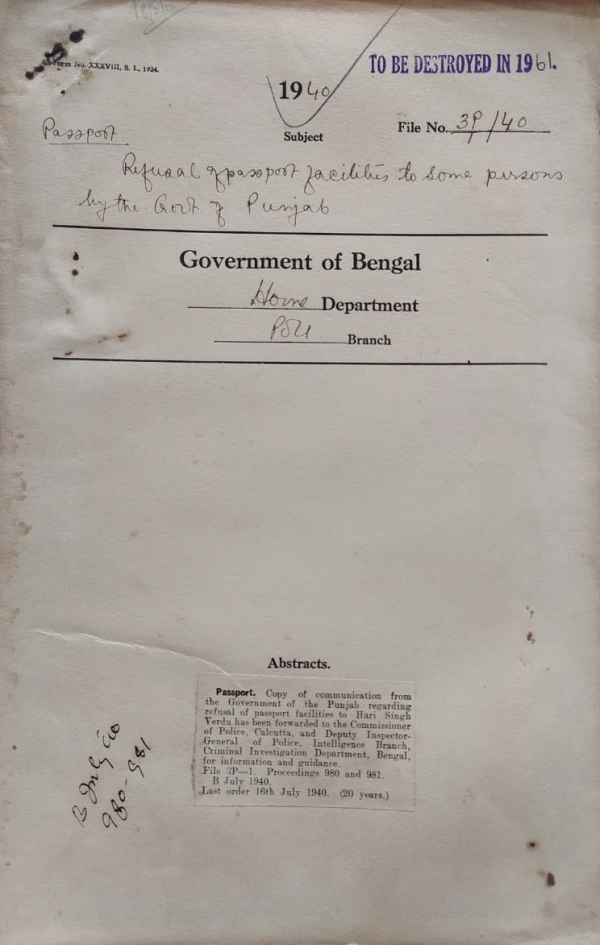 Form No. XXXVIII, S. I., 1924.
TO BE DESTROYED IN 1961.
1940
Subject
File No. 3P/40
1
Passport
Refusal of passport facilities to some persons
by the Govt of Punjab
Government of Bengal
Home Department
Poll Branch
Abstracts.
Passport. Copy of communication from
the Government of the Punjab regarding
refusal of passport facilities to Hari Singh
Verdu has been forwarded to the Commissioner
of Police, Calcutta, and Deputy Inspector-
General of Police, Intelligence Branch,
Criminal Investigation Department, Bengal,
for information and guidance.
File 3P—1. Proceedings 980 and 981.
B July 1940.
Last order 16th July 1940. (20 years.)
B July 40
980-981